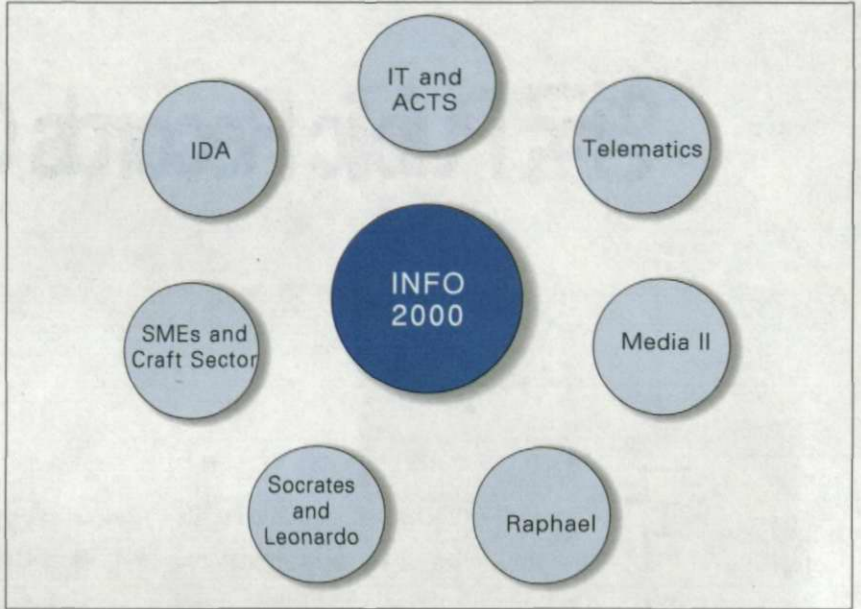 IT and
ACTS
IDA
Telematics
INFO
2000
SMEs and
Craft Sector
Media II
Socrates
and
Leonardo
Raphael